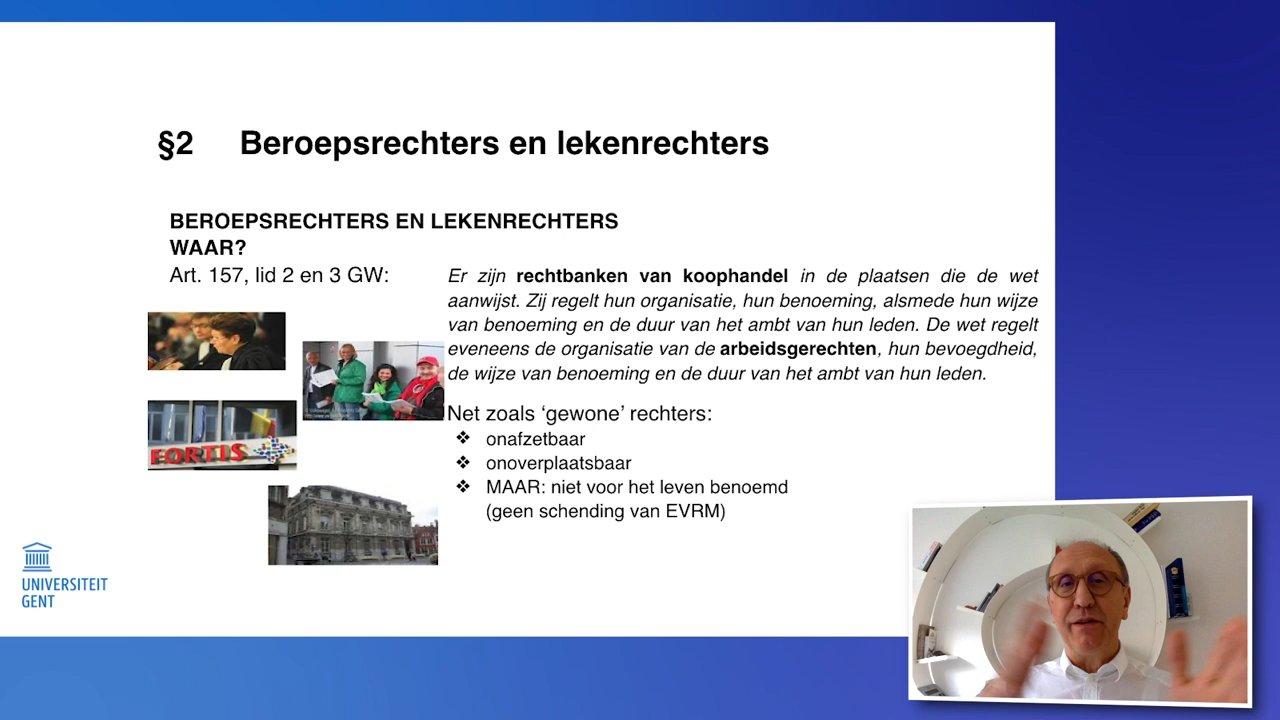 §2 Beroepsrechters en lekenrechters
BEROEPSRECHTERS EN LEKENRECHTERS
WAAR?
Art. 157, lid 2 en 3 GW:
Er zijn rechtbanken van koophandel in de plaatsen die de wet
aanwijst. Zij regelt hun organisatie, hun benoeming, alsmede hun wijze
van benoeming en de duur van het ambt van hun leden. De wet regelt
eveneens de organisatie van de arbeidsgerechten, hun bevoegdheid,
de wijze van benoeming en de duur van het ambt van hun leden.
Net zoals ‘gewone’ rechters:
❖ onafzetbaar
❖ onoverplaatsbaar
❖ MAAR: niet voor het leven benoemd
(geen schending van EVRM)
FORTIS
UNIVERSITEIT
GENT